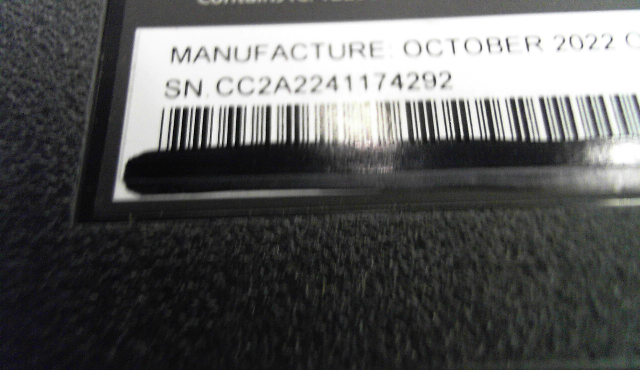 MANUFACTURE: OCTOBER 2022
SN.CC2A2241174292